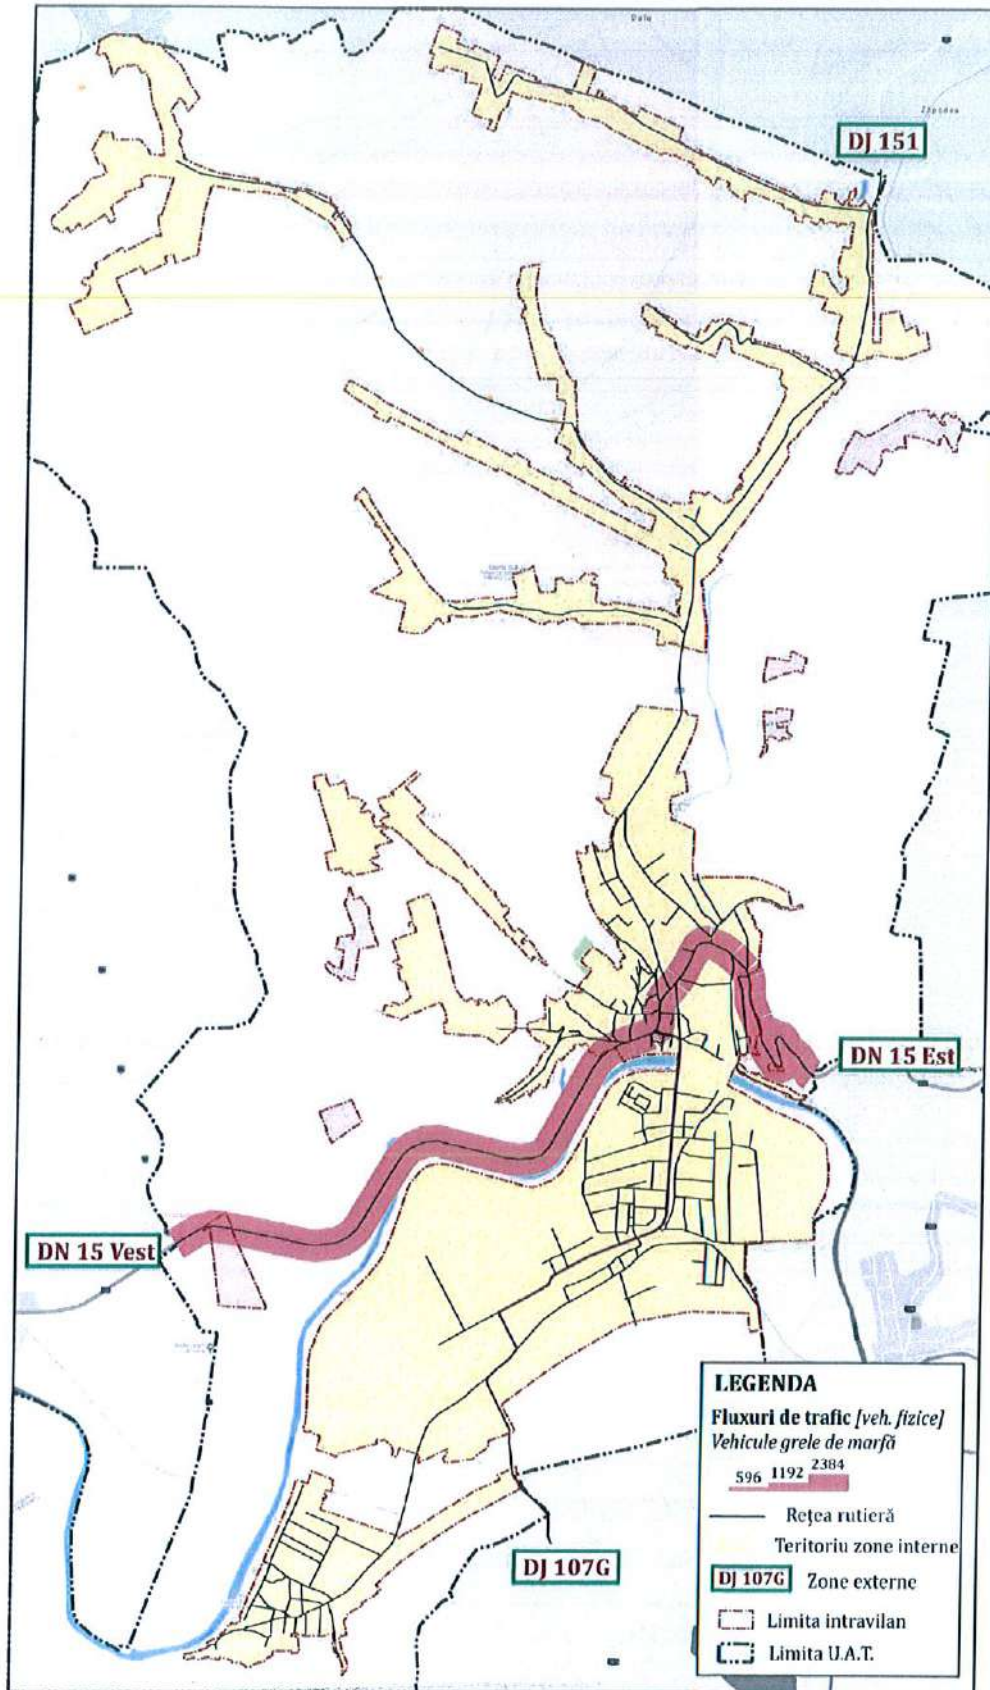 DJ 151
DN 15 Est
DN 15 Vest
LEGENDA
Fluxuri de trafic [veh. fizice]
Vehicule grele de marfă
596 1192 2384
Rețea rutieră
Teritoriu zone interne
DJ 107G Zone externe
Limita intravilan
Limita U.A.T.
DJ 107G